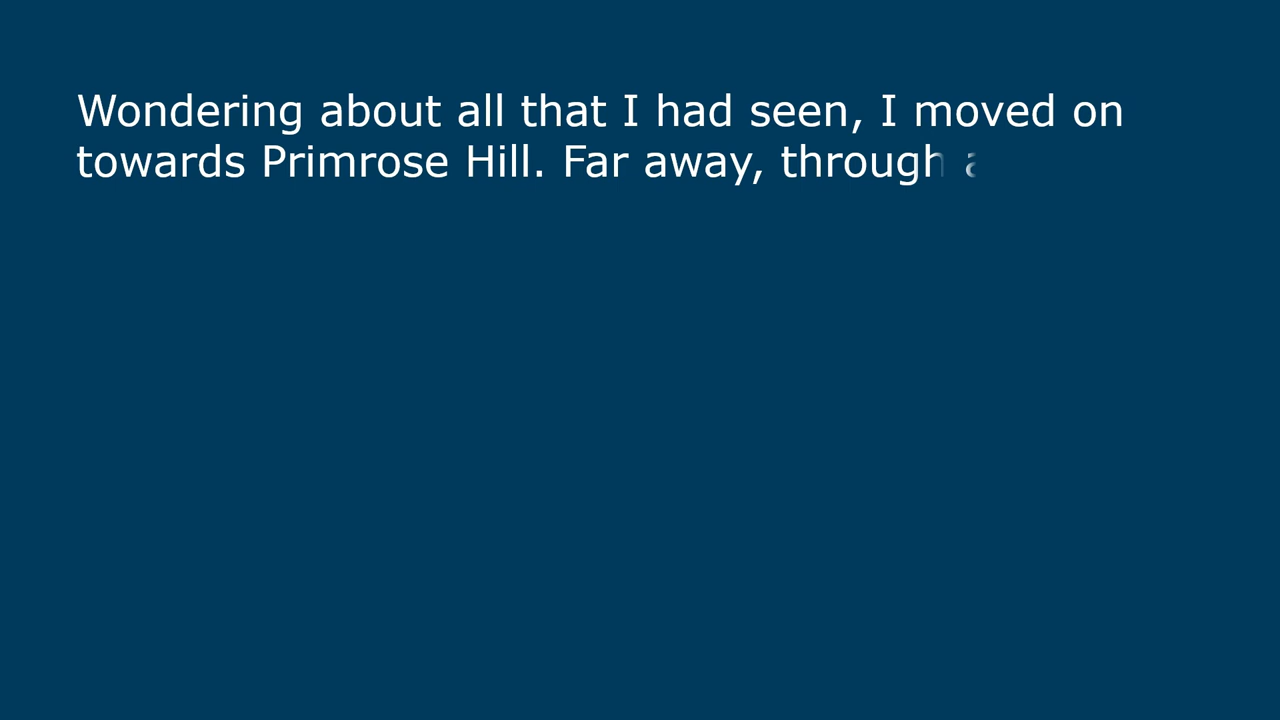 Wondering about all that I had seen, I moved on
towards Primrose Hill. Far away, through